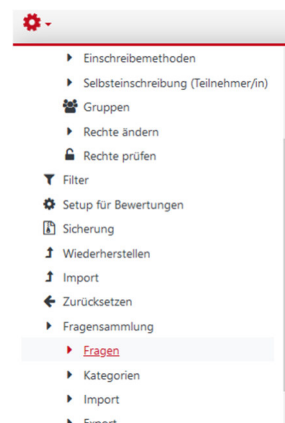 Einschreibemethoden
Selbsteinschreibung (Teilnehmer/in)
Gruppen
Rechte ändern
Rechte prüfen
Filter
Setup für Bewertungen
Sicherung
Wiederherstellen
Import
Zurücksetzen
Fragensammlung
Fragen
Kategorien
Import
Export